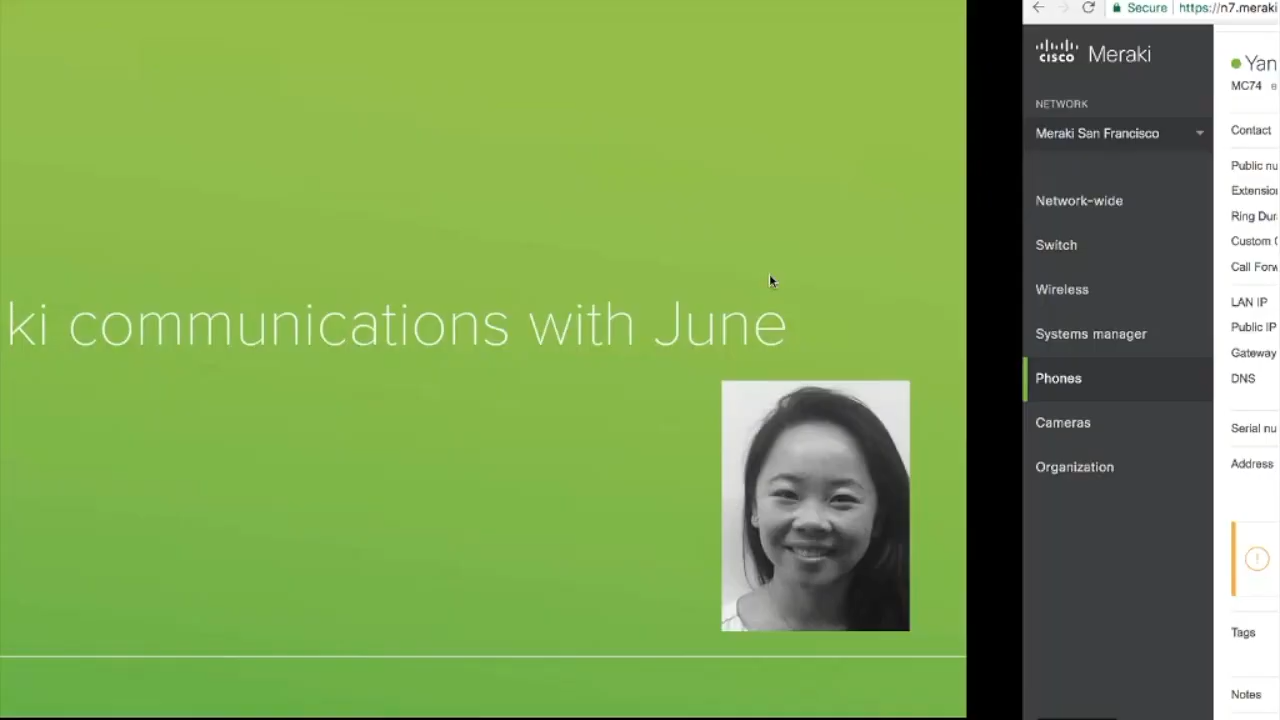 ki communications with June
Secure https://n7.meraki
CISCO Meraki
NETWORK
Meraki San Francisco
Network-wide
Switch
Wireless
Systems manager
Phones
Cameras
Organization
Yan
MC74 e
Contact
Public nu
Extension
Ring Dur
Custom C
Call Forw
LAN IP
Public IP
Gateway
DNS
Serial nu
Address
Tags
Notes